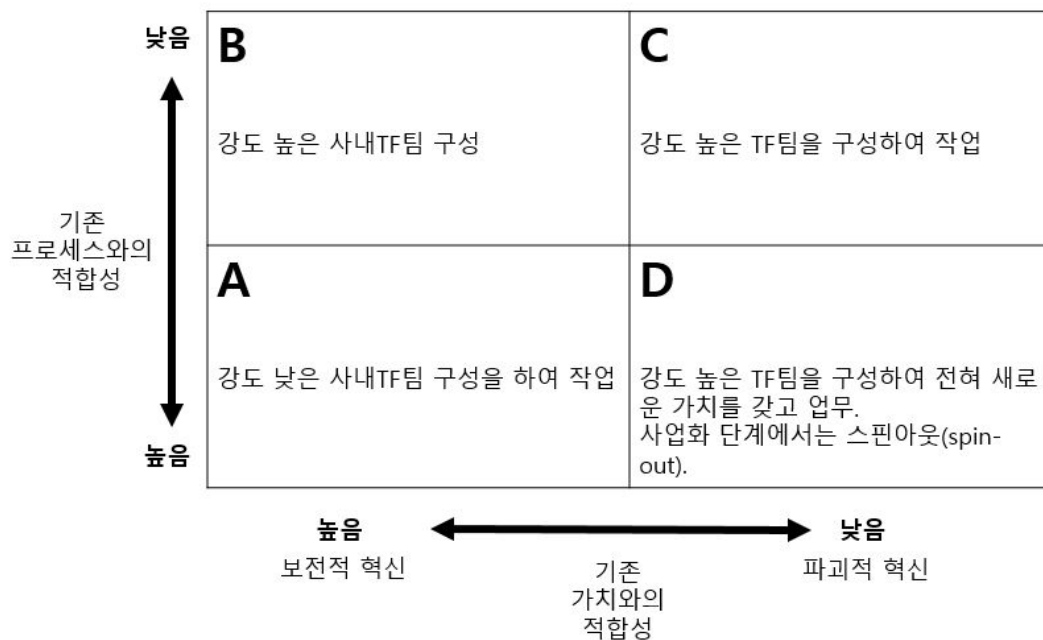 낮음
B
C
강도 높은 사내TF팀 구성
강도 높은 TF팀을 구성하여 작업
기존
프로세스와의
적합성
A
D
강도 낮은 사내TF팀 구성을 하여 작업
강도 높은 TF팀을 구성하여 전혀 새로
운 가치를 갖고 업무.
사업화 단계에서는 스핀아웃(spin-
out).
높음
높음
낮음
보전적 혁신
파괴적 혁신
기존
가치와의
적합성